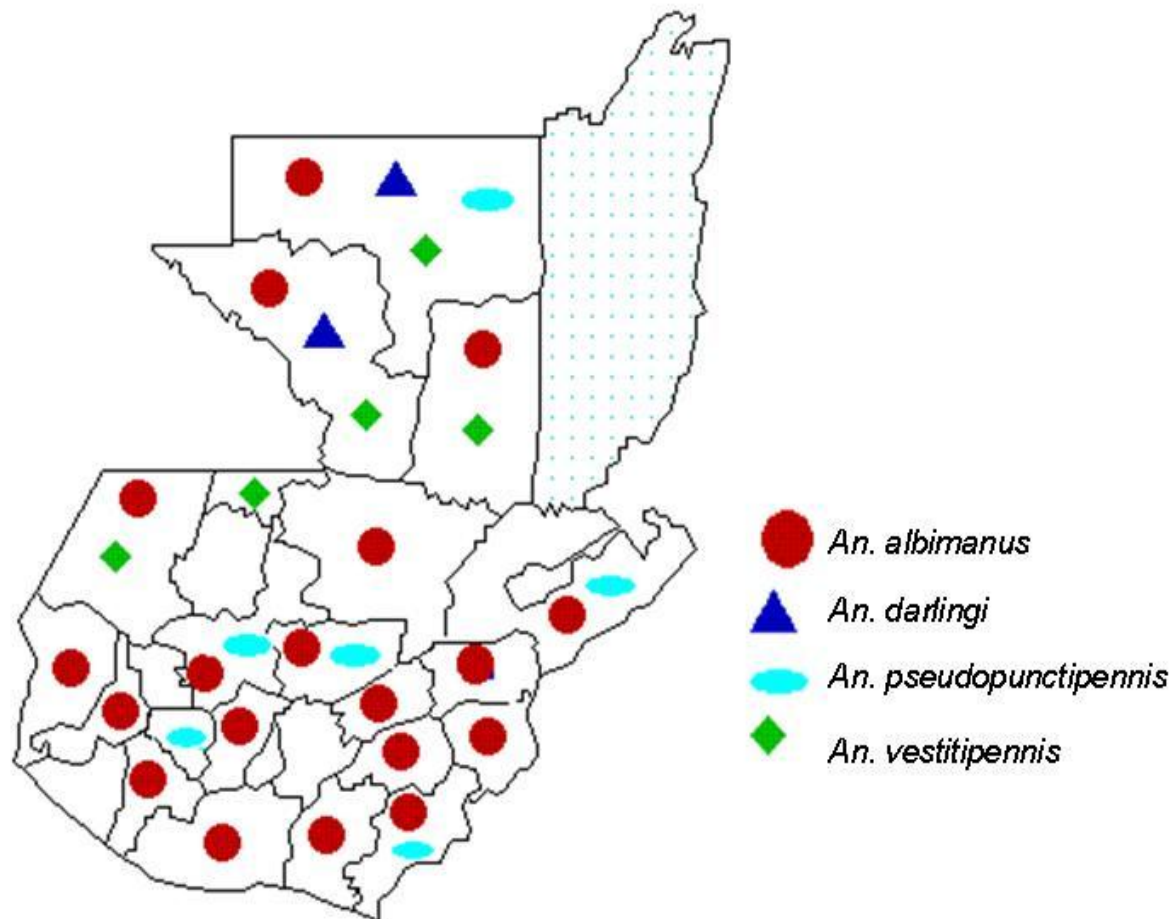 An. albimanus
An. darlingi
An. pseudopunctipennis
An. vestitipennis